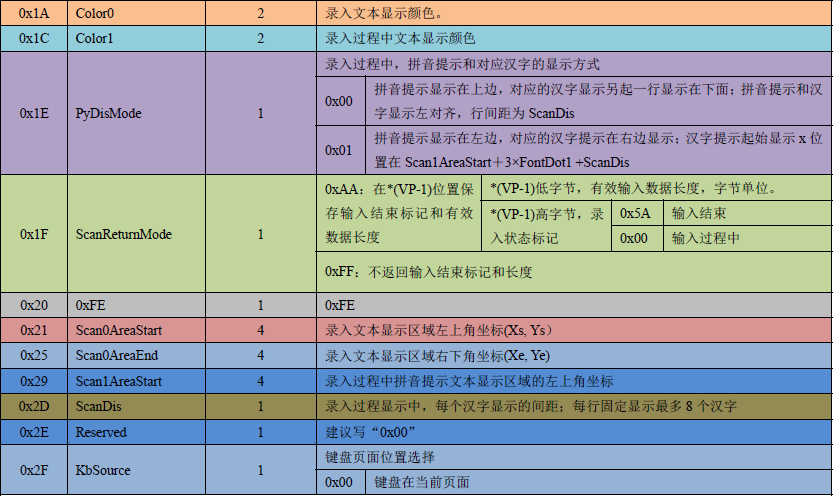 0x1A Color0 2 录入文本显示颜色。
0x1C Color1 2 录入过程中文本显示颜色
0x1E PyDisMode 1 录入过程中，拼音提示和对应汉字的显示方式
0x00 拼音提示显示在上边，对应的汉字显示另起一行显示在下面；拼音提示和汉
字显示左对齐，行间距为 ScanDis
0x01 拼音提示显示在左边，对应的汉字提示在右边显示；汉字提示起始显示 x 位
置在 Scan1AreaStart＋3×FontDot1 +ScanDis
0x1F ScanReturnMode 1 0xAA：在*(VP-1)位置保
存输入结束标记和有效
数据长度
*(VP-1)低字节，有效输入数据长度，字节单位。
*(VP-1)高字节，录
入状态标记
0x5A 输入结束
0x00 输入过程中
0xFF：不返回输入结束标记和长度
0x20 0xFE 1 0xFE
0x21 Scan0AreaStart 4 录入文本显示区域左上角坐标(Xs, Ys）
0x25 Scan0AreaEnd 4 录入文本显示区域右下角坐标(Xe, Ye)
0x29 Scan1AreaStart 4 录入过程中拼音提示文本显示区域的左上角坐标
0x2D ScanDis 1 录入过程显示中，每个汉字显示的间距；每行固定显示最多 8 个汉字
0x2E Reserved 1 建议写“0x00”
0x2F KbSource 1 键盘页面位置选择
0x00 键盘在当前页面